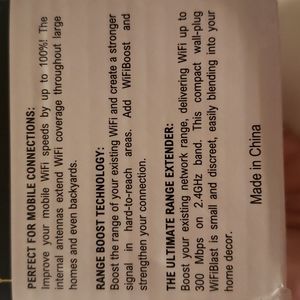 PERFECT FOR MOBILE CONNECTIONS:
Improve your mobile WiFi speeds by up to 100%! The
internal antennas extend WiFi coverage throughout large
homes and even backyards.
RANGE BOOST TECHNOLOGY:
Boost the range of your existing WiFi and create a stronger
signal in hard-to-reach areas. Add WiFiBoost and
strengthen your connection.
THE ULTIMATE RANGE EXTENDER:
Boost your existing network range, delivering WiFi up to
300 Mbps on 2.4GHz band. This compact wall-plug
WiFiBlast is small and discreet, easily blending into your
home decor.
Made in China